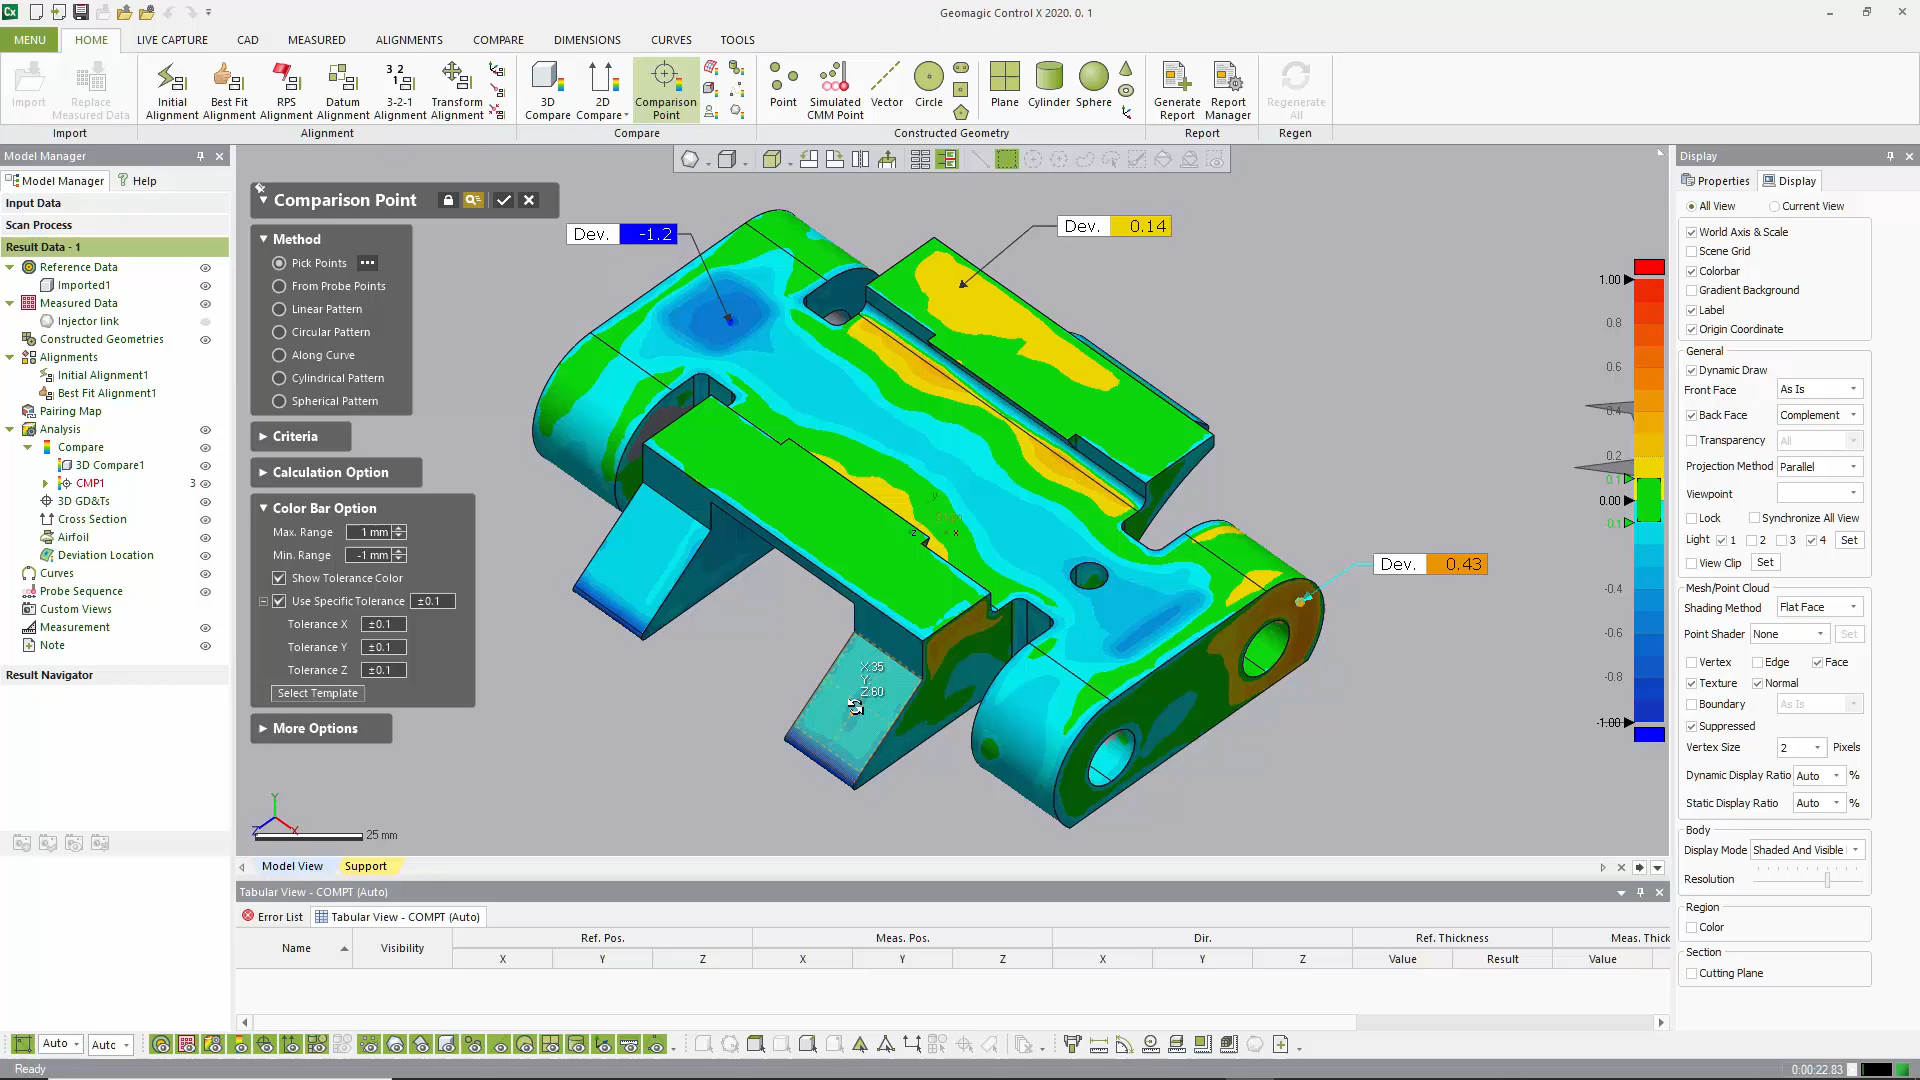 Cx
Geomagic Control X 2020. 0. 1
MENU
HOME
LIVE CAPTURE
CAD
MEASURED
ALIGNMENTS
COMPARE
DIMENSIONS
CURVES
TOOLS
Import
Replace Measured Data
Initial Alignment
Best Fit Alignment
RPS Alignment
Datum Alignment
3 2 1
3-2-1 Alignment
Transform Alignment
3D Compare
2D Compare
Comparison Point
Point
Simulated CMM Point
Vector
Circle
Plane
Cylinder
Sphere
Generate Report
Report Manager
Regenerate All
Import
Alignment
Compare
Constructed Geometry
Report
Regen
Model Manager
Model Manager
Help
Input Data
Scan Process
Result Data - 1
Reference Data
Imported1
Measured Data
Injector link
Constructed Geometries
Alignments
Initial Alignment1
Best Fit Alignment1
Pairing Map
Analysis
Compare
3D Compare1
CMP1
3
3D GD&Ts
Cross Section
Airfoil
Deviation Location
Curves
Probe Sequence
Custom Views
Measurement
Note
Result Navigator
Comparison Point
Method
Pick Points
From Probe Points
Linear Pattern
Circular Pattern
Along Curve
Cylindrical Pattern
Spherical Pattern
Criteria
Calculation Option
Color Bar Option
Max. Range 1 mm
Min. Range -1 mm
Show Tolerance Color
Use Specific Tolerance ±0.1
Tolerance X ±0.1
Tolerance Y ±0.1
Tolerance Z ±0.1
Select Template
More Options
Dev. -1.2
Dev. 0.14
Dev. 0.43
X:35
Y:
Z:60
Y
Z
X
25 mm
1.00
0.8
0.6
0.4
0.2
0.1
0.00
0.1
-0.4
-0.6
-0.8
-1.00
Model View
Support
Tabular View - COMPT (Auto)
Error List
Tabular View - COMPT (Auto)
Name
Visibility
Ref. Pos.
Meas. Pos.
Dir.
Ref. Thickness
Meas. Thick
X Y Z X Y Z X Y Z Value Result Value
Auto
Auto
Ready
0:00:22.83
Display
Properties
Display
All View
Current View
World Axis & Scale
Scene Grid
Colorbar
Gradient Background
Label
Origin Coordinate
General
Dynamic Draw
Front Face As Is
Back Face Complement
Transparency All
Projection Method Parallel
Viewpoint
Lock Synchronize All View
Light 1 2 3 4 Set
View Clip Set
Mesh/Point Cloud
Shading Method Flat Face
Point Shader None Set
Vertex Edge Face
Texture Normal
Boundary As Is
Suppressed
Vertex Size 2 Pixels
Dynamic Display Ratio Auto %
Static Display Ratio Auto %
Body
Display Mode Shaded And Visible
Resolution
Region
Color
Section
Cutting Plane